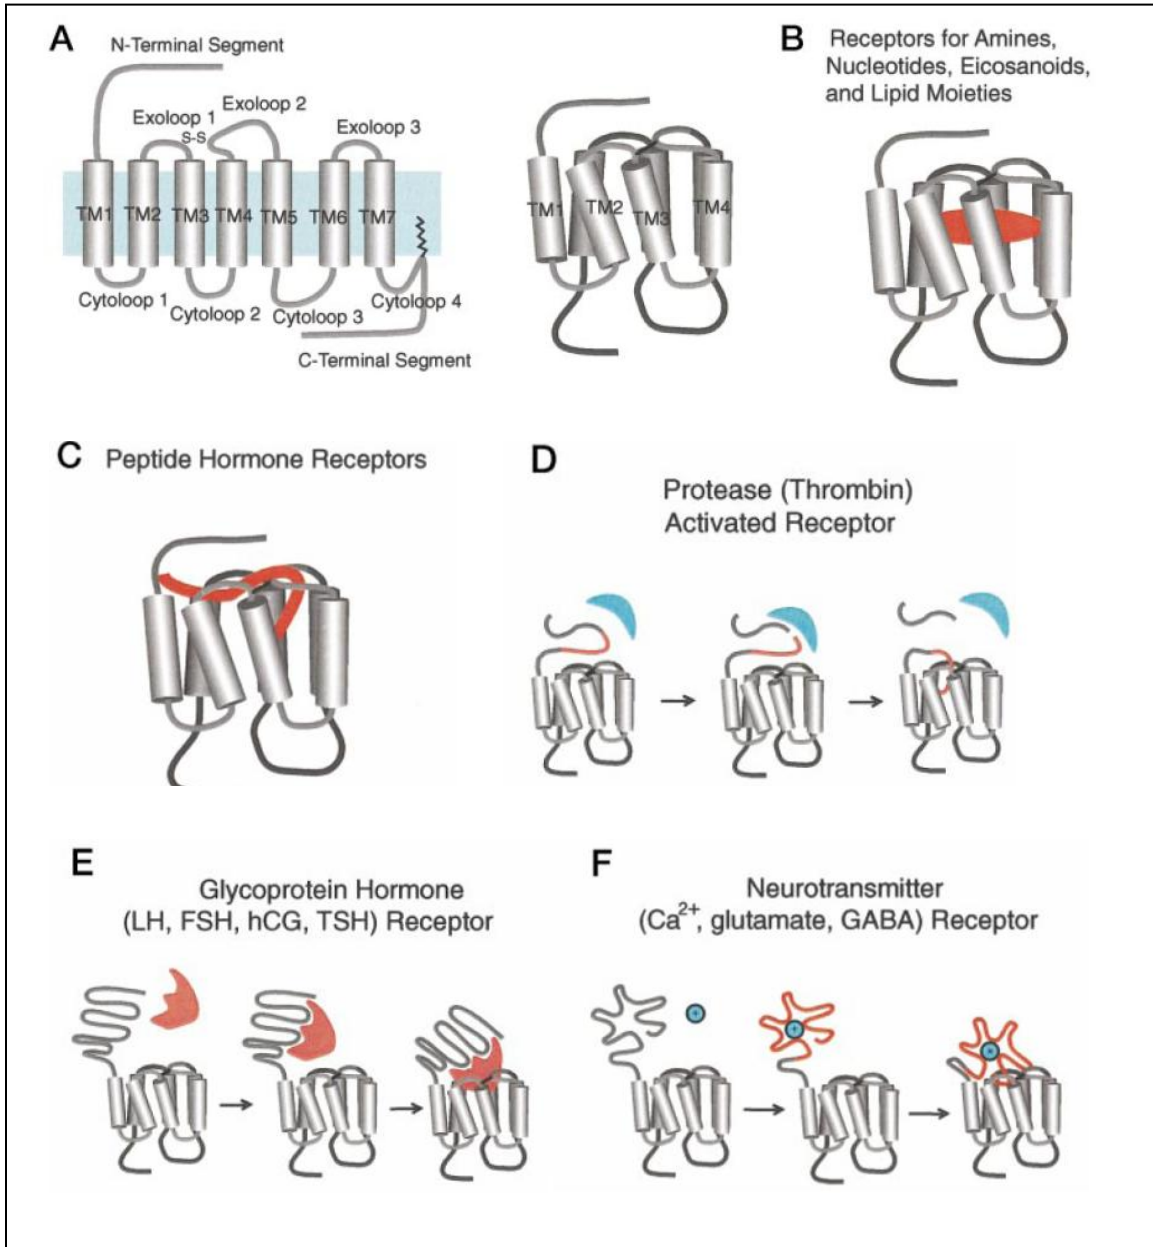 A
N-Terminal Segment
Exoloop 1
S-S
Exoloop 2
Exoloop 3
TM1
TM2
TM3
TM4
TM5
TM6
TM7
Cytoloop 1
Cytoloop 2
Cytoloop 3
Cytoloop 4
C-Terminal Segment
TM1
TM2
TM3
TM4
B
Receptors for Amines,
Nucleotides, Eicosanoids,
and Lipid Moieties
C
Peptide Hormone Receptors
D
Protease (Thrombin)
Activated Receptor
E
Glycoprotein Hormone
(LH, FSH, hCG, TSH) Receptor
F
Neurotransmitter
(Ca²⁺, glutamate, GABA) Receptor
+
+
+